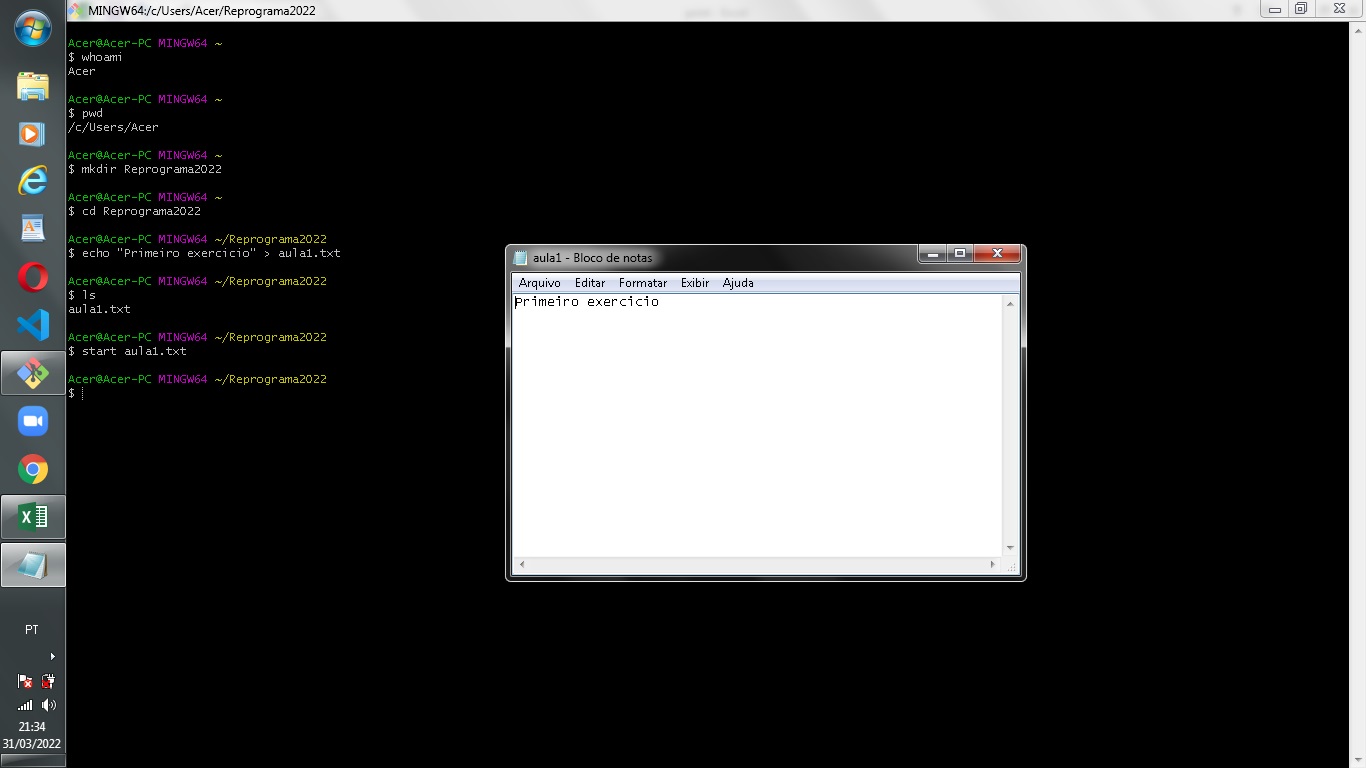 MINGW64:/c/Users/Acer/Reprograma2022
Acer@Acer-PC MINGW64 ~
$ whoami
Acer
Acer@Acer-PC MINGW64 ~
$ pwd
/c/Users/Acer
Acer@Acer-PC MINGW64 ~
$ mkdir Reprograma2022
Acer@Acer-PC MINGW64 ~
$ cd Reprograma2022
Acer@Acer-PC MINGW64 ~/Reprograma2022
$ echo "Primeiro exercicio" > aula1.txt
Acer@Acer-PC MINGW64 ~/Reprograma2022
$ ls
aula1.txt
Acer@Acer-PC MINGW64 ~/Reprograma2022
$ start aula1.txt
Acer@Acer-PC MINGW64 ~/Reprograma2022
$
aula1 - Bloco de notas
Arquivo Editar Formatar Exibir Ajuda
Primeiro exercicio
PT
21:34
31/03/2022